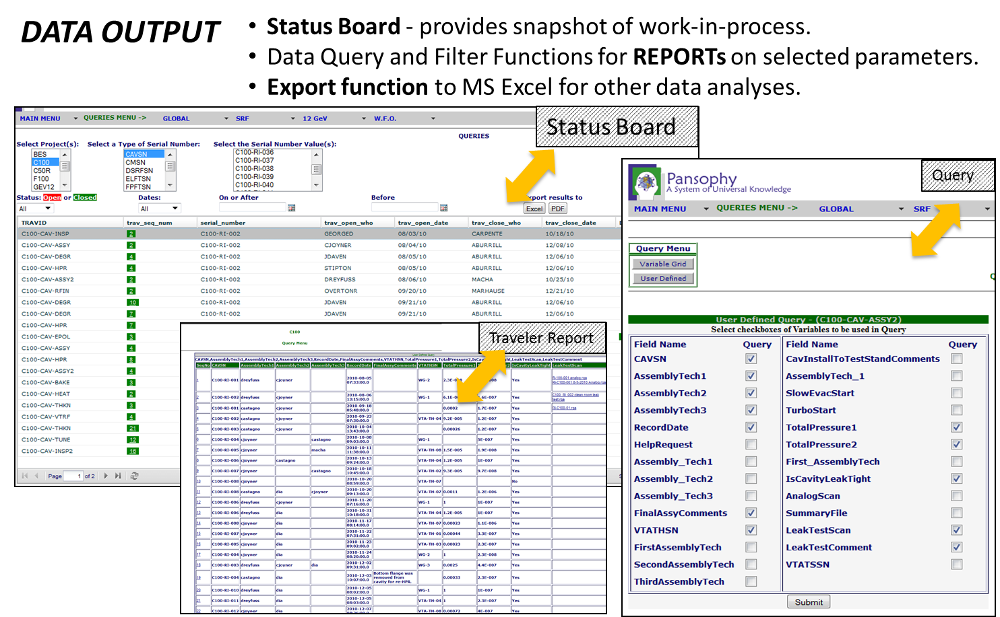 DATA OUTPUT
• Status Board - provides snapshot of work-in-process.
• Data Query and Filter Functions for REPORTs on selected parameters.
• Export function to MS Excel for other data analyses.
MAIN MENU QUERIES MENU -> GLOBAL SRF 12 GeV W.F.O.
Status Board
QUERIES
Select Project(s): Select a Type of Serial Number: Select the Serial Number Value(s):
BES CAVSN C100-RI-036
C100 CMSN C100-RI-037
C50R DSRFSN C100-RI-038
F100 ELFTSN C100-RI-039
GEV12 FPFTSN C100-RI-040
Status: Open or Closed Dates: On or After Before xport results to
All All Excel PDF
TRAVID trav_seq_num serial_number trav_open_who trav_open_date trav_close_who trav_close_date
C100-CAV-INSP 2 C100-RI-002 GEORGED 08/03/10 CARPENTE 10/18/10
C100-CAV-ASSY 2 C100-RI-002 CJOYNER 08/04/10 ABURRILL 12/08/10
C100-CAV-DEGR 4 C100-RI-002 JDAVEN 08/05/10 ABURRILL 12/06/10
C100-CAV-HPR 4 C100-RI-002 STIPTON 08/05/10 ABURRILL 12/06/10
C100-CAV-ASSY2 2 C100-RI-002 DREYFUSS 08/06/10 MACHA 10/25/10
C100-CAV-RFIN 2 C100-RI-002 OVERTONR 09/20/10 MARHAUSE 12/21/10
C100-CAV-DEGR 10 C100-RI-002 JDAVEN 09/21/10 ABURRILL 12/06/10
C100-CAV-DEGR 7 C100-RI-002 JDAVEN 09/21/10 ABURRILL 12/06/10
C100-CAV-HPR 7
C100-CAV-EPOL 3
C100-CAV-ASSY 4
C100-CAV-HPR 8
C100-CAV-ASSY2 4
C100-CAV-BAKE 3
C100-CAV-HEAT 2
C100-CAV-THKN 3
C100-CAV-VTRF 4
C100-CAV-THKN 21
C100-CAV-TUNE 12
C100-CAV-INSP2 16
Page 1 of 2
Traveler Report
C100
Query Menu
User Defined Query
CAVSN,AssemblyTech1,AssemblyTech2,AssemblyTech3,RecordDate,FinalAssyComments,VTATHSN,TotalPressure1,TotalPressure2,IsCavityLeakTight,LeakTestScan,LeakTestComment
SeqNo CAVSN AssemblyTech1 AssemblyTech2 AssemblyTech3 RecordDate FinalAssyComments VTATHSN TotalPressure1 IsCavityLeakTight LeakTestScan
1 C100-RI-001 dreyfuss cjoyner 2010-08-05 07:33:00.0 WG-2 Yes
2 C100-RI-002 dreyfuss cjoyner 2010-08-06 13:15:00.0 WG-1 Yes
3 C100-RI-001 castagno cjoyner 2010-09-18 05:48:00.0 0.0002 1.7E-007 Yes RI-C100-01.rga
4 C100-RI-002 castagno cjoyner 2010-09-23 07:30:00.0 VTA-TH-04 9.2E-005 1.2E-007 Yes
5 C100-RI-003 castagno cjoyner 2010-10-04 13:43:00.0 0.00026 1.2E-007 Yes
6 C100-RI-004 cjoyner castagno 2010-10-08 09:03:00.0 WG-1 5E-007 Yes
7 C100-RI-005 cjoyner macha 2010-10-11 11:38:00.0 VTA-TH-08 1.5E-005 1.9E-008 Yes
8 C100-RI-006 cjoyner castagno 2010-10-13 09:24:00.0 VTA-TH-04 1.2E-005 1E-007 Yes
9 C100-RI-007 cjoyner castagno 2010-10-18 10:45:00.0 VTA-TH-02 9.3E-005 9.7E-008 Yes
10 C100-RI-008 cjoyner 2010-10-20 08:59:00.0 VTA-TH-07 No
11 C100-RI-008 castagno dia cjoyner 2010-10-20 09:13:00.0 VTA-TH-07 0.0011 1.2E-006 Yes
12 C100-RI-006 dreyfuss cjoyner 2010-11-20 07:16:00.0 WG-1 1 1E-007 Yes
13 C100-RI-006 dreyfuss dia 2010-10-31 10:18:00.0 VTA-TH-04 1.2E-005 1E-007 Yes
14 C100-RI-008 cjoyner dia 2010-11-17 08:14:00.0 VTA-TH-07 0.00023 1.1E-006 Yes
15 C100-RI-007 cjoyner dia 2010-11-22 07:31:00.0 VTA-TH-01 0.00044 3.3E-007 Yes
16 C100-RI-005 cjoyner dia 2010-11-23 09:02:00.0 VTA-TH-03 0.00023 2.3E-007 Yes
17 C100-RI-004 cjoyner dia 2010-11-24 08:20:00.0 WG-2 1 2.3E-008 Yes
18 C100-RI-003 dreyfuss cjoyner dia 2010-12-02 09:31:00.0 WG-3 0.0025 4.4E-007 Yes
19 C100-RI-004 castagno dia 2010-12-03 10:07:00.0 Bottom flange was removed from cavity for re-HPR. 0.00033 2.3E-007 Yes
20 C100-RI-010 dreyfuss dia 2010-12-05 08:02:00.0 WG-1 1 1E-007 Yes
21 C100-RI-011 dreyfuss dia 2010-12-05 08:03:00.0 VTA-TH-04 1 2.3E-007 Yes
22 C100-RI-012 cjoyner dia 2010-12-07 VTA-TH-08 0.00072 4E-007 Yes
Query
Pansophy
A System of Universal Knowledge
MAIN MENU QUERIES MENU -> GLOBAL SRF
Query Menu
Variable Grid
User Defined
User Defined Query - (C100-CAV-ASSY2)
Select checkboxes of Variables to be used in Query
Field Name Query Field Name Query
CAVSN CavInstallToTestStandComments
AssemblyTech1 AssemblyTech_1
AssemblyTech2 SlowEvacStart
AssemblyTech3 TurboStart
RecordDate TotalPressure1
HelpRequest TotalPressure2
Assembly_Tech1 First_AssemblyTech
Assembly_Tech2 IsCavityLeakTight
Assembly_Tech3 AnalogScan
FinalAssyComments SummaryFile
VTATHSN LeakTestScan
FirstAssemblyTech LeakTestComment
SecondAssemblyTech VTATSSN
ThirdAssemblyTech
Submit